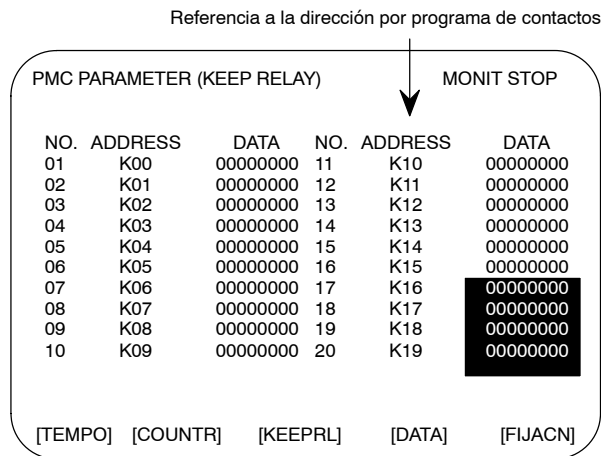 Referencia a la dirección por programa de contactos
PMC PARAMETER (KEEP RELAY) MONIT STOP
NO. ADDRESS DATA NO. ADDRESS DATA
01 K00 00000000 11 K10 00000000
02 K01 00000000 12 K11 00000000
03 K02 00000000 13 K12 00000000
04 K03 00000000 14 K13 00000000
05 K04 00000000 15 K14 00000000
06 K05 00000000 16 K15 00000000
07 K06 00000000 17 K16 00000000
08 K07 00000000 18 K17 00000000
09 K08 00000000 19 K18 00000000
10 K09 00000000 20 K19 00000000
[TEMPO] [COUNTR] [KEEPRL] [DATA] [FIJACN]